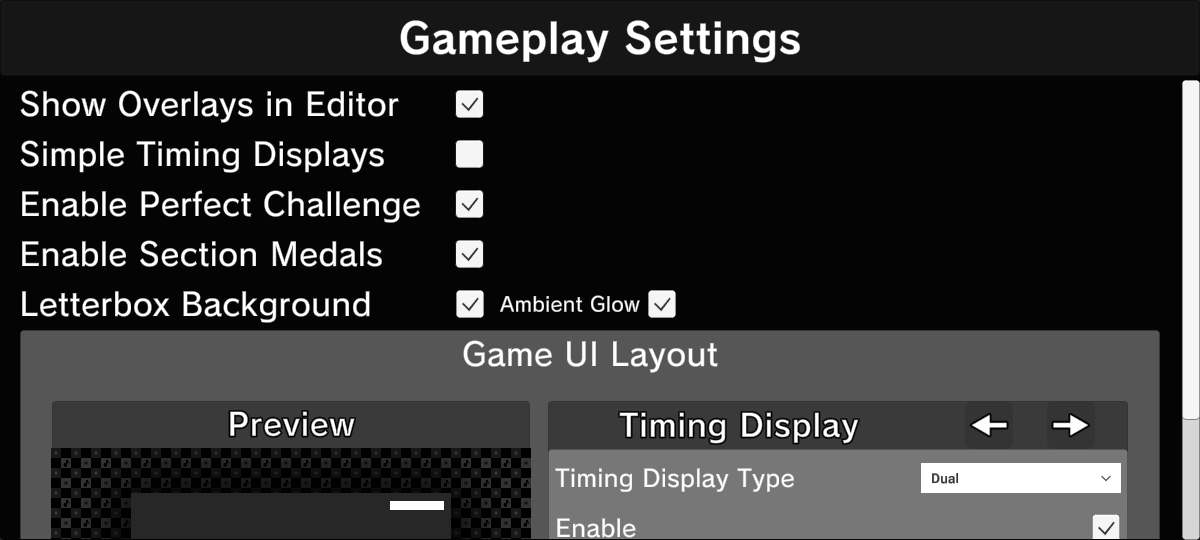 Gameplay Settings
Show Overlays in Editor
Simple Timing Displays
Enable Perfect Challenge
Enable Section Medals
Letterbox Background Ambient Glow
Game UI Layout
Preview
Timing Display
Timing Display Type Dual
Enable